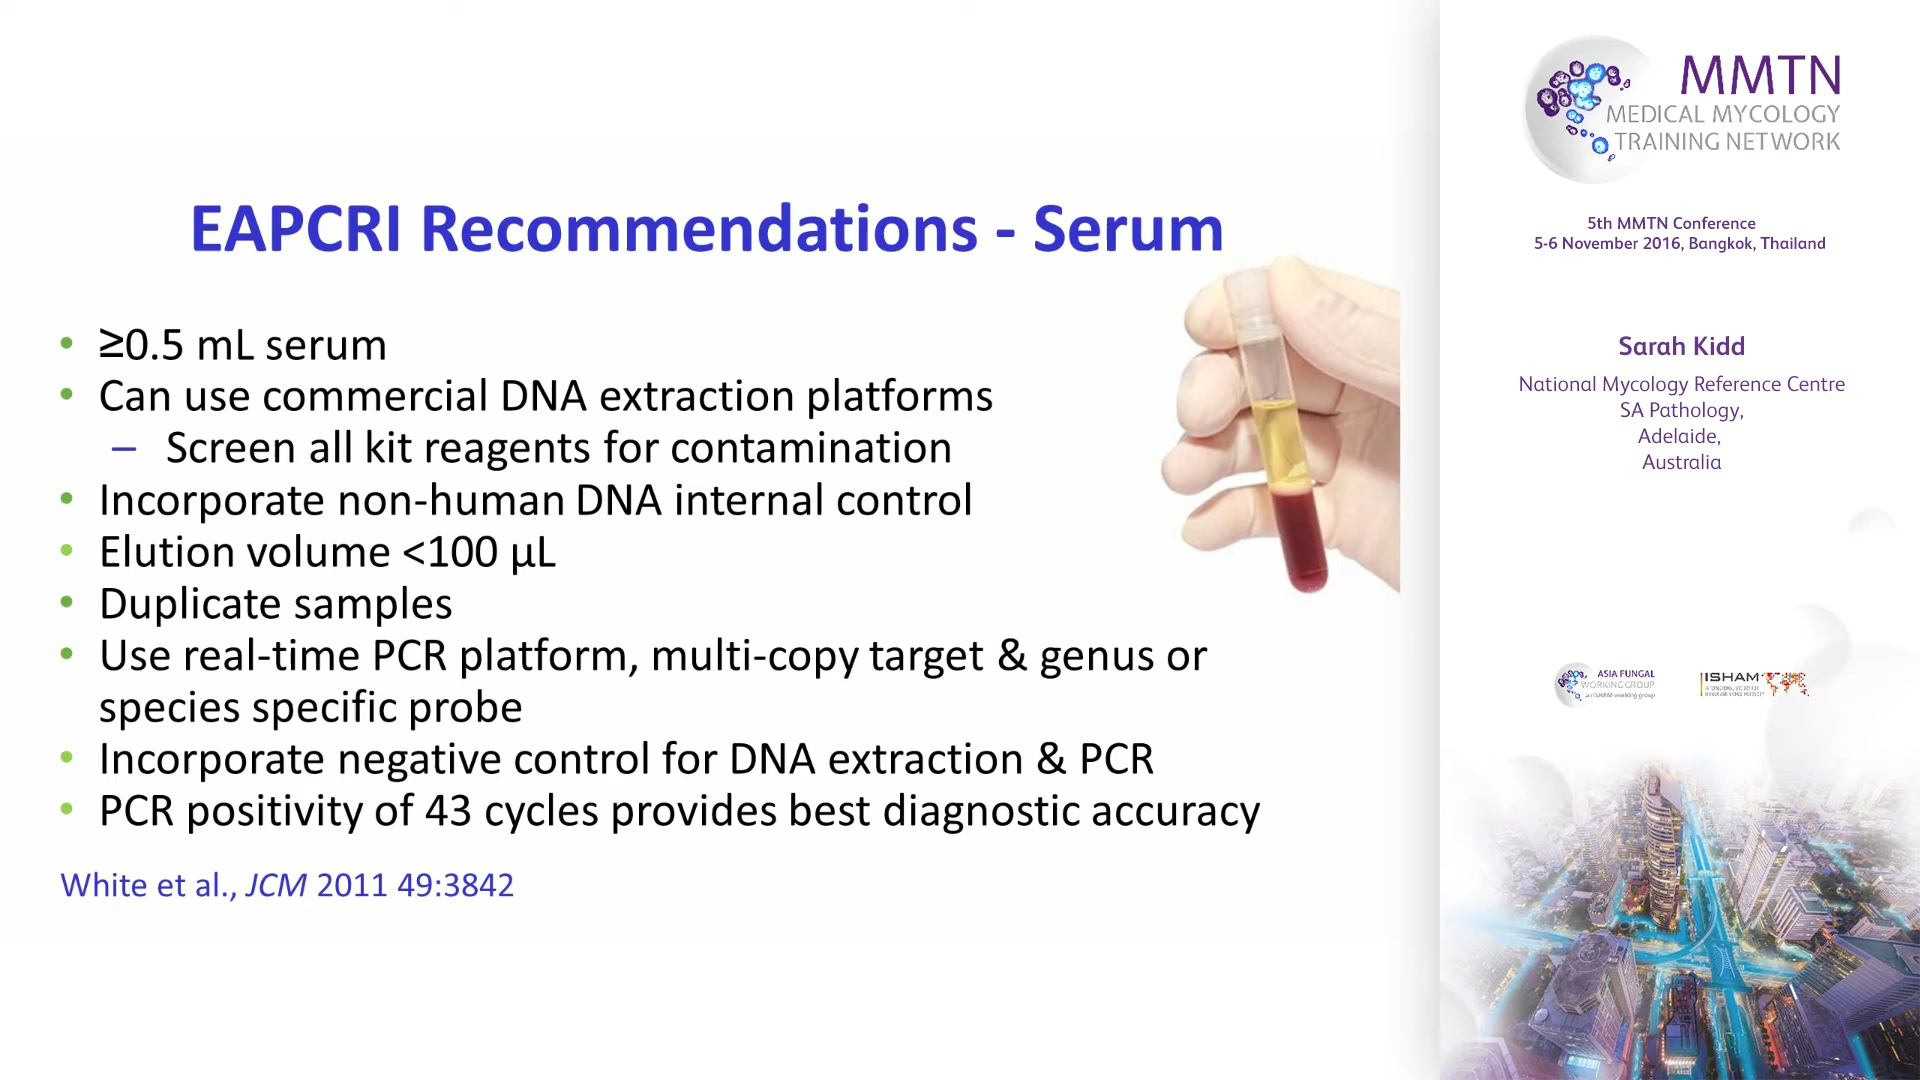 EAPCRI Recommendations - Serum
• ≥0.5 mL serum
• Can use commercial DNA extraction platforms
– Screen all kit reagents for contamination
• Incorporate non-human DNA internal control
• Elution volume <100 µL
• Duplicate samples
• Use real-time PCR platform, multi-copy target & genus or
species specific probe
• Incorporate negative control for DNA extraction & PCR
• PCR positivity of 43 cycles provides best diagnostic accuracy
White et al., JCM 2011 49:3842
MMTN
MEDICAL MYCOLOGY
TRAINING NETWORK
5th MMTN Conference
5-6 November 2016, Bangkok, Thailand
Sarah Kidd
National Mycology Reference Centre
SA Pathology,
Adelaide,
Australia
ASIA FUNGAL
WORKING GROUP
an ISHAM working group
ISHAM